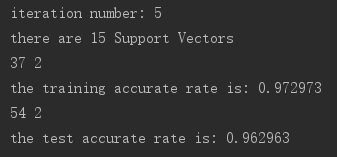 iteration number: 5
there are 15 Support Vectors
37 2
the training accurate rate is: 0.972973
54 2
the test accurate rate is: 0.962963